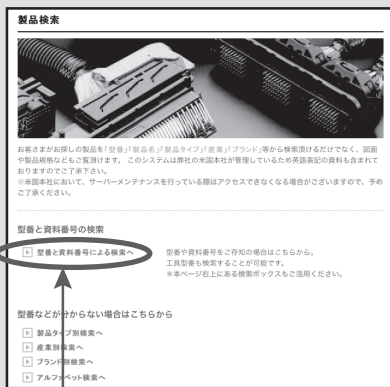 製品検索
お客さまがお探しの製品を「型番」「製品名」「製品タイプ」「産業」「ブランド」等から検索頂けるだけでなく、図面
や製品規格などもご覧頂けます。 このシステムは弊社の米国本社が管理しているため英語表記の資料も含まれて
おりますのでご了承下さい。
※米国本社において、サーバーメンテナンスを行っている際はアクセスできなくなる場合がございますので、予め
ご了承ください。
型番と資料番号の検索
型番と資料番号による検索へ
型番や資料番号をご存知の場合はこちらから。
工具型番も検索することが可能です。
＊本ページ右上にある検索ボックスもご活用ください。
型番などが分からない場合はこちらから
製品タイプ別検索へ
産業別検索へ
ブランド別検索へ
アルファベット検索へ